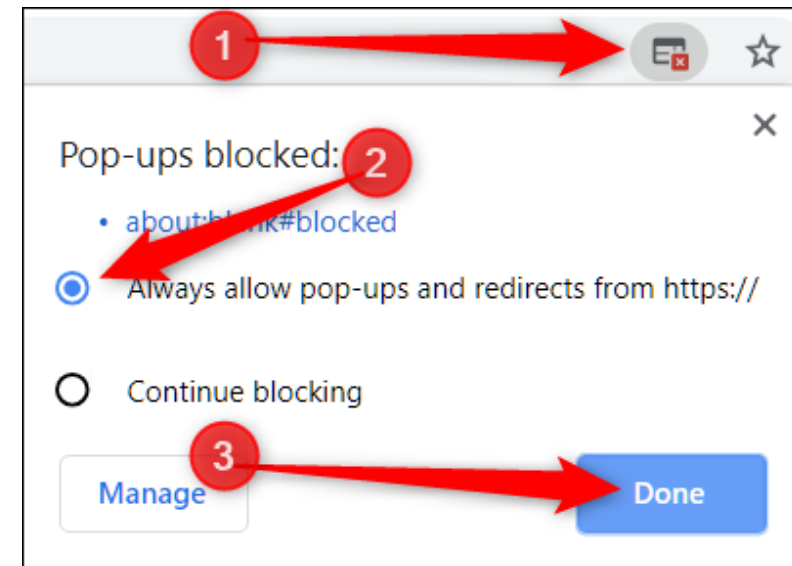 1
Pop-ups blocked:
2
• about:blank#blocked
Always allow pop-ups and redirects from https://
Continue blocking
3
Manage
Done